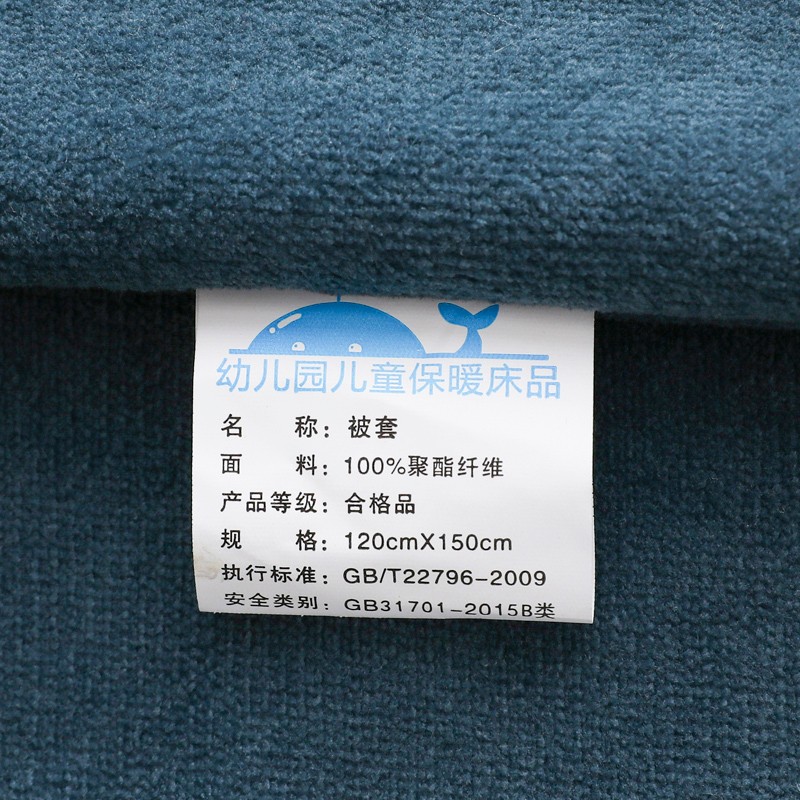 幼儿园儿童保暖床品
名　　称：被套
面　　料：100%聚酯纤维
产品等级：合格品
规　　格：120cmX150cm
执行标准：GB/T22796-2009
安全类别：GB31701-2015B类